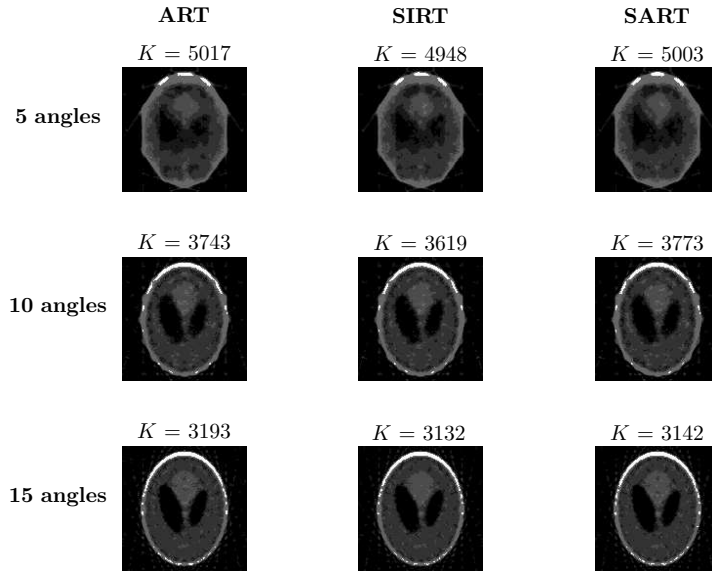 ART SIRT SART
K = 5017 K = 4948 K = 5003
5 angles
K = 3743 K = 3619 K = 3773
10 angles
K = 3193 K = 3132 K = 3142
15 angles